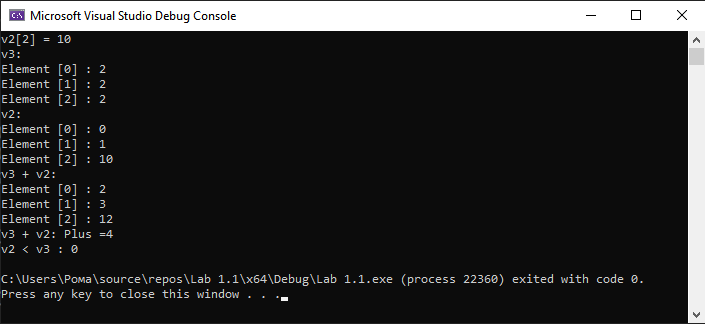 Microsoft Visual Studio Debug Console
v2[2] = 10
v3:
Element [0] : 2
Element [1] : 2
Element [2] : 2
v2:
Element [0] : 0
Element [1] : 1
Element [2] : 10
v3 + v2:
Element [0] : 2
Element [1] : 3
Element [2] : 12
v3 + v2: Plus =4
v2 < v3 : 0
C:\Users\Рома\source\repos\Lab 1.1\x64\Debug\Lab 1.1.exe (process 22360) exited with code 0.
Press any key to close this window . . .